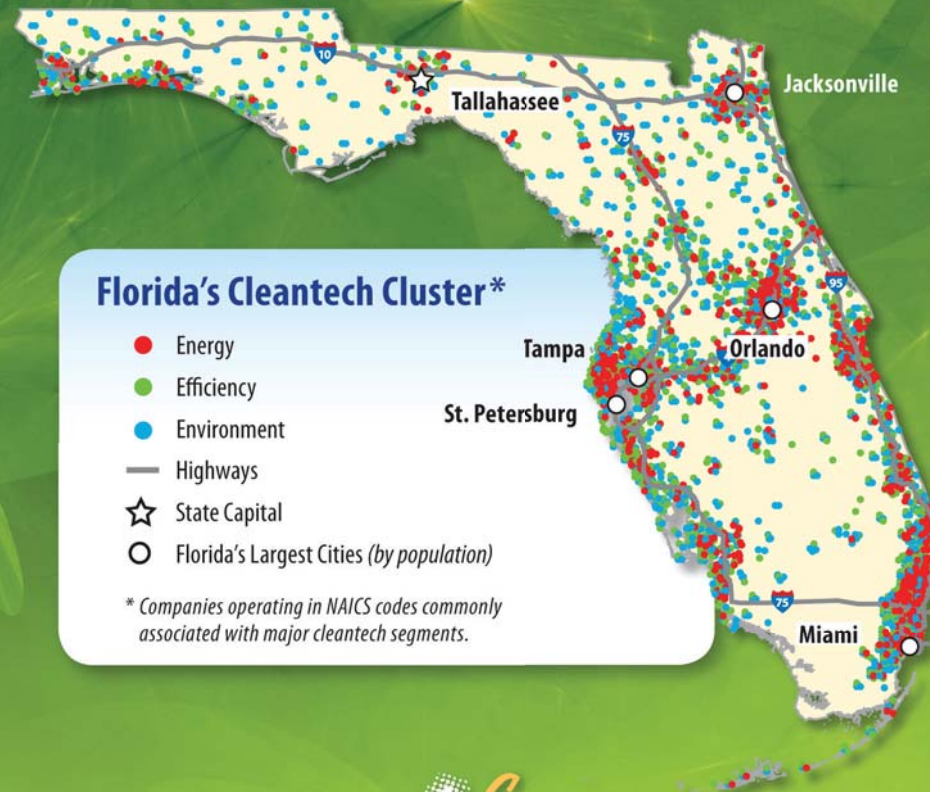 10
Jacksonville
Tallahassee
75
Florida's Cleantech Cluster*
95
Energy
Tampa
Orlando
Efficiency
St. Petersburg
Environment
Highways
State Capital
Florida's Largest Cities (by population)
* Companies operating in NAICS codes commonly
associated with major cleantech segments.
75
Miami